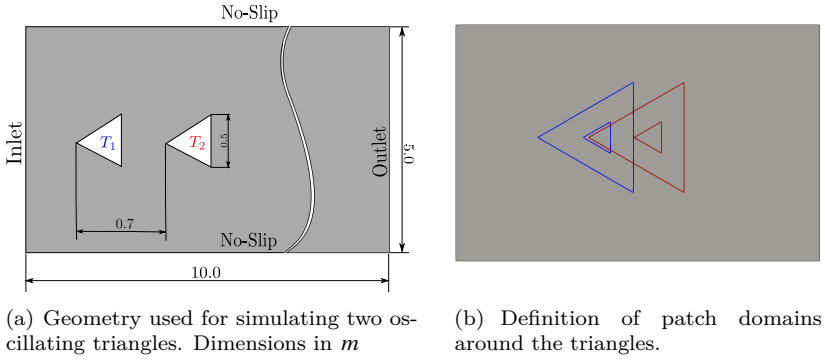 No-Slip
Inlet
T1
T2
0.5
Outlet
5.0
0.7
No-Slip
10.0
(a) Geometry used for simulating two os-
cillating triangles. Dimensions in m
(b) Definition of patch domains
around the triangles.